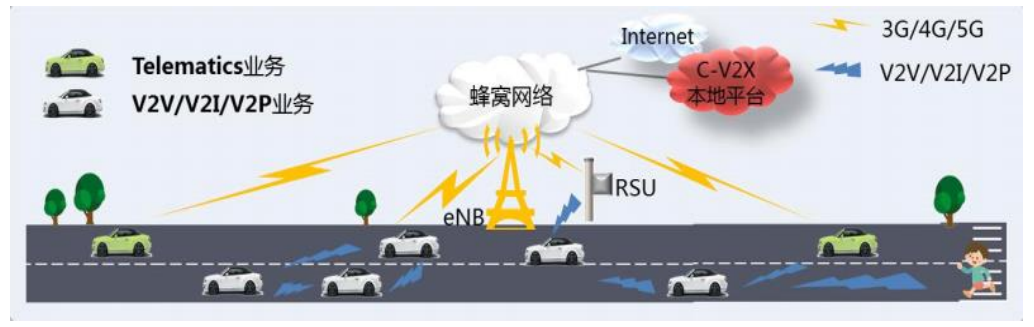 Telematics业务
V2V/V2I/V2P业务
Internet
C-V2X
本地平台
3G/4G/5G
V2V/V2I/V2P
蜂窝网络
eNB
RSU